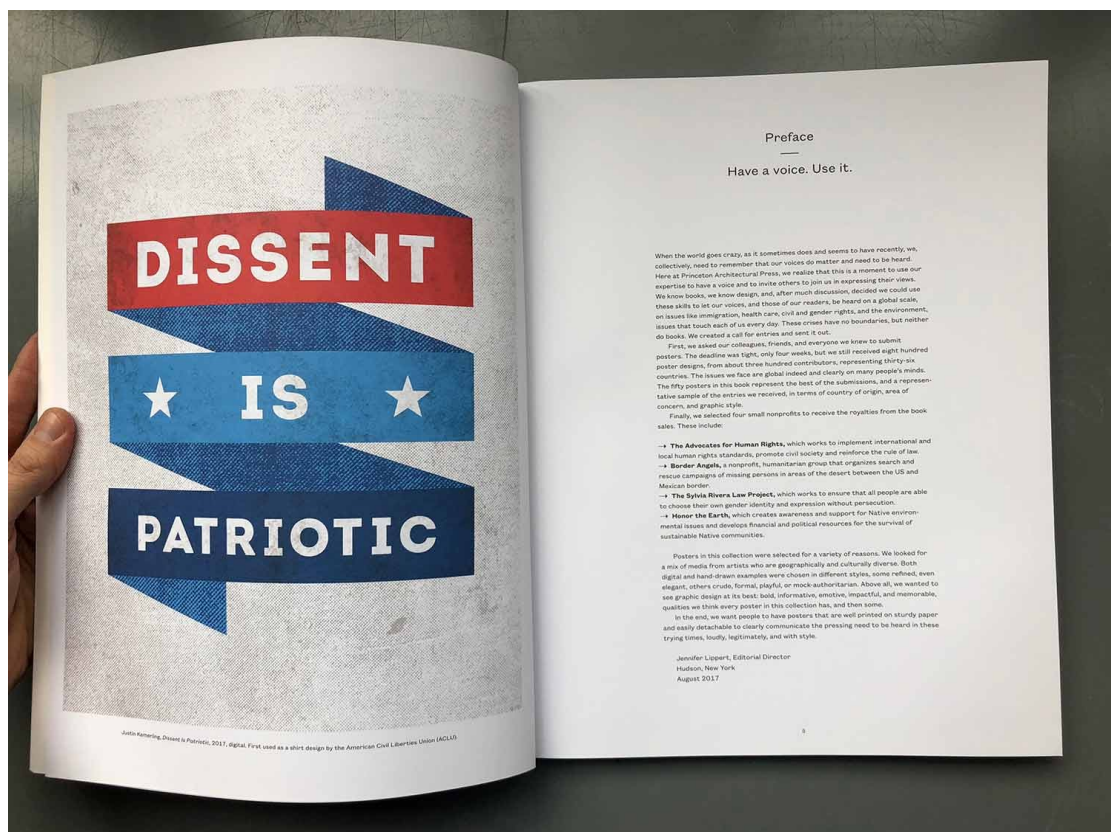 DISSENT
IS
PATRIOTIC
Justin Kemerling, Dissent Is Patriotic, 2017, digital. First used as a shirt design by the American Civil Liberties Union (ACLU).
Preface
Have a voice. Use it.
When the world goes crazy, as it sometimes does and seems to have recently, we,
collectively, need to remember that our voices do matter and need to be heard.
Here at Princeton Architectural Press, we realize that this is a moment to use our
expertise to have a voice and to invite others to join us in expressing their views.
We know books, we know design, and, after much discussion, decided we could use
these skills to let our voices, and those of our readers, be heard on a global scale,
on issues like immigration, health care, civil and gender rights, and the environment,
issues that touch each of us every day. These crises have no boundaries, but neither
do books. We created a call for entries and sent it out.
First, we asked our colleagues, friends, and everyone we knew to submit
posters. The deadline was tight, only four weeks, but we still received eight hundred
poster designs, from about three hundred contributors, representing thirty-six
countries. The issues we face are global indeed and clearly on many people's minds.
The fifty posters in this book represent the best of the submissions, and a represen-
tative sample of the entries we received, in terms of country of origin, area of
concern, and graphic style.
Finally, we selected four small nonprofits to receive the royalties from the book
sales. These include:
→ The Advocates for Human Rights, which works to implement international and
local human rights standards, promote civil society and reinforce the rule of law.
→ Border Angels, a nonprofit, humanitarian group that organizes search and
rescue campaigns of missing persons in areas of the desert between the US and
Mexican border.
→ The Sylvia Rivera Law Project, which works to ensure that all people are able
to choose their own gender identity and expression without persecution.
→ Honor the Earth, which creates awareness and support for Native environ-
mental issues and develops financial and political resources for the survival of
sustainable Native communities.
Posters in this collection were selected for a variety of reasons. We looked for
a mix of media from artists who are geographically and culturally diverse. Both
digital and hand-drawn examples were chosen in different styles, some refined, even
elegant, others crude, formal, playful, or mock-authoritarian. Above all, we wanted to
see graphic design at its best: bold, informative, emotive, impactful, and memorable,
qualities we think every poster in this collection has, and then some.
In the end, we want people to have posters that are well printed on sturdy paper
and easily detachable to clearly communicate the pressing need to be heard in these
trying times, loudly, legitimately, and with style.
Jennifer Lippert, Editorial Director
Hudson, New York
August 2017